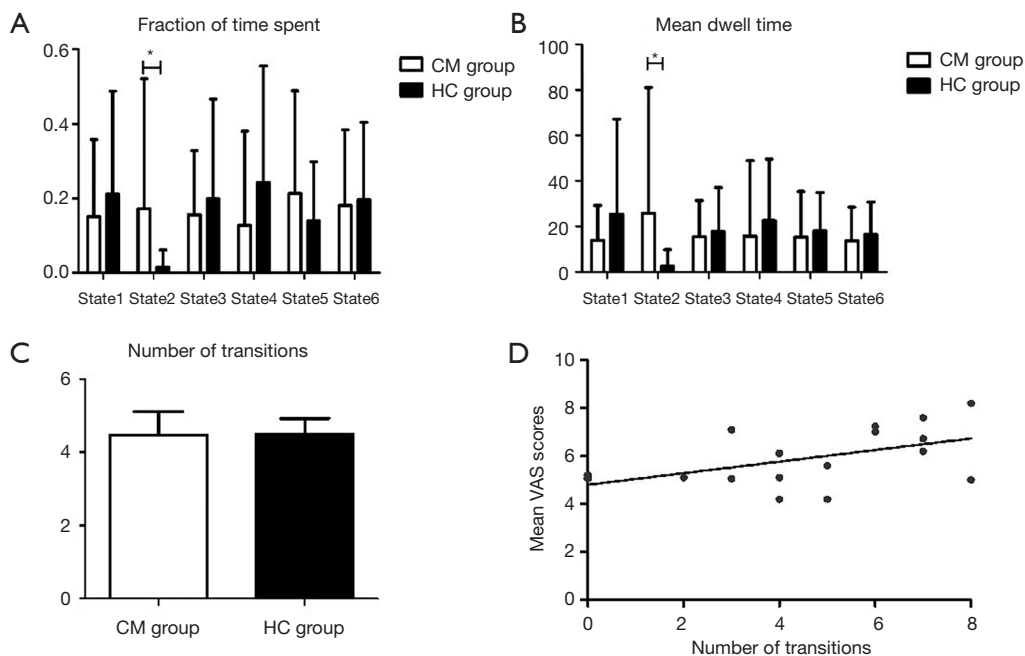 A
Fraction of time spent
0.6
0.4
0.2
0.0
*
CM group
HC group
State1 State2 State3 State4 State5 State6
B
Mean dwell time
100
80
60
40
20
0
*
CM group
HC group
State1 State2 State3 State4 State5 State6
C
Number of transitions
6
4
2
0
CM group HC group
D
Mean VAS scores
10
8
6
4
2
0
0 2 4 6 8
Number of transitions